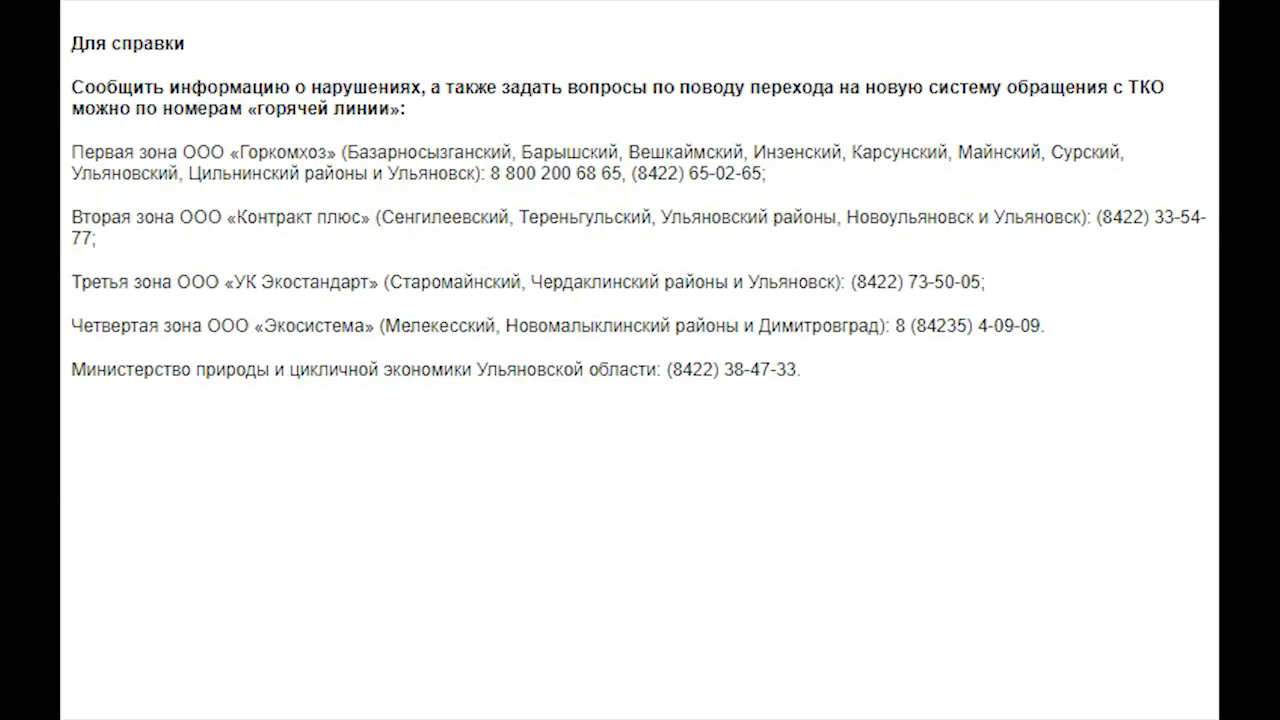 Для справки
Сообщить информацию о нарушениях, а также задать вопросы по поводу перехода на новую систему обращения с ТКО
можно по номерам «горячей линии»:
Первая зона ООО «Горкомхоз» (Базарносызганский, Барышский, Вешкаймский, Инзенский, Карсунский, Майнский, Сурский,
Ульяновский, Цильнинский районы и Ульяновск): 8 800 200 68 65, (8422) 65-02-65;
Вторая зона ООО «Контракт плюс» (Сенгилеевский, Тереньгульский, Ульяновский районы, Новоульяновск и Ульяновск): (8422) 33-54-
77;
Третья зона ООО «УК Экостандарт» (Старомайнский, Чердаклинский районы и Ульяновск): (8422) 73-50-05;
Четвертая зона ООО «Экосистема» (Мелекесский, Новомалыклинский районы и Димитровград): 8 (84235) 4-09-09.
Министерство природы и цикличной экономики Ульяновской области: (8422) 38-47-33.